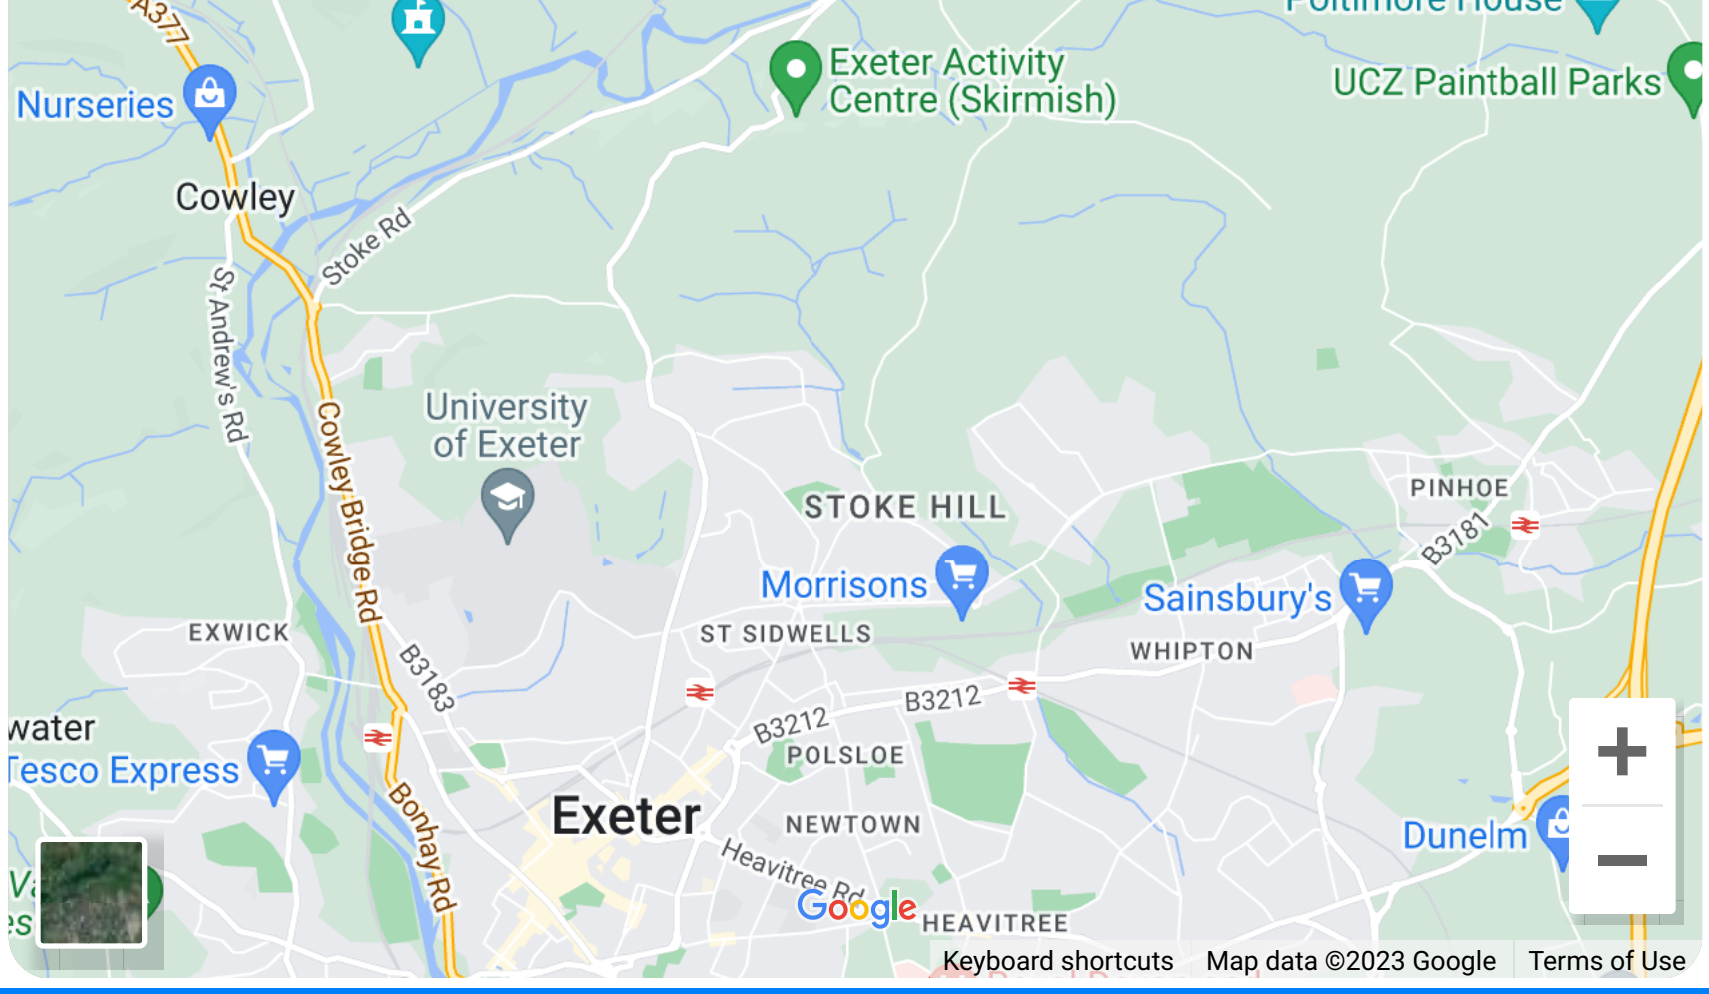 A377
Poltimore House
Exeter Activity
Centre (Skirmish)
UCZ Paintball Parks
Nurseries
Cowley
Stoke Rd
St Andrew's Rd
University
of Exeter
Cowley Bridge Rd
STOKE HILL
PINHOE
B3181
Morrisons
Sainsbury's
EXWICK
ST SIDWELLS
WHIPTON
B3183
B3212
B3212
water
POLSLOE
Tesco Express
Bonhay Rd
Exeter
NEWTOWN
Dunelm
Heavitree Rd
Google
HEAVITREE
Keyboard shortcuts
Map data ©2023 Google
Terms of Use